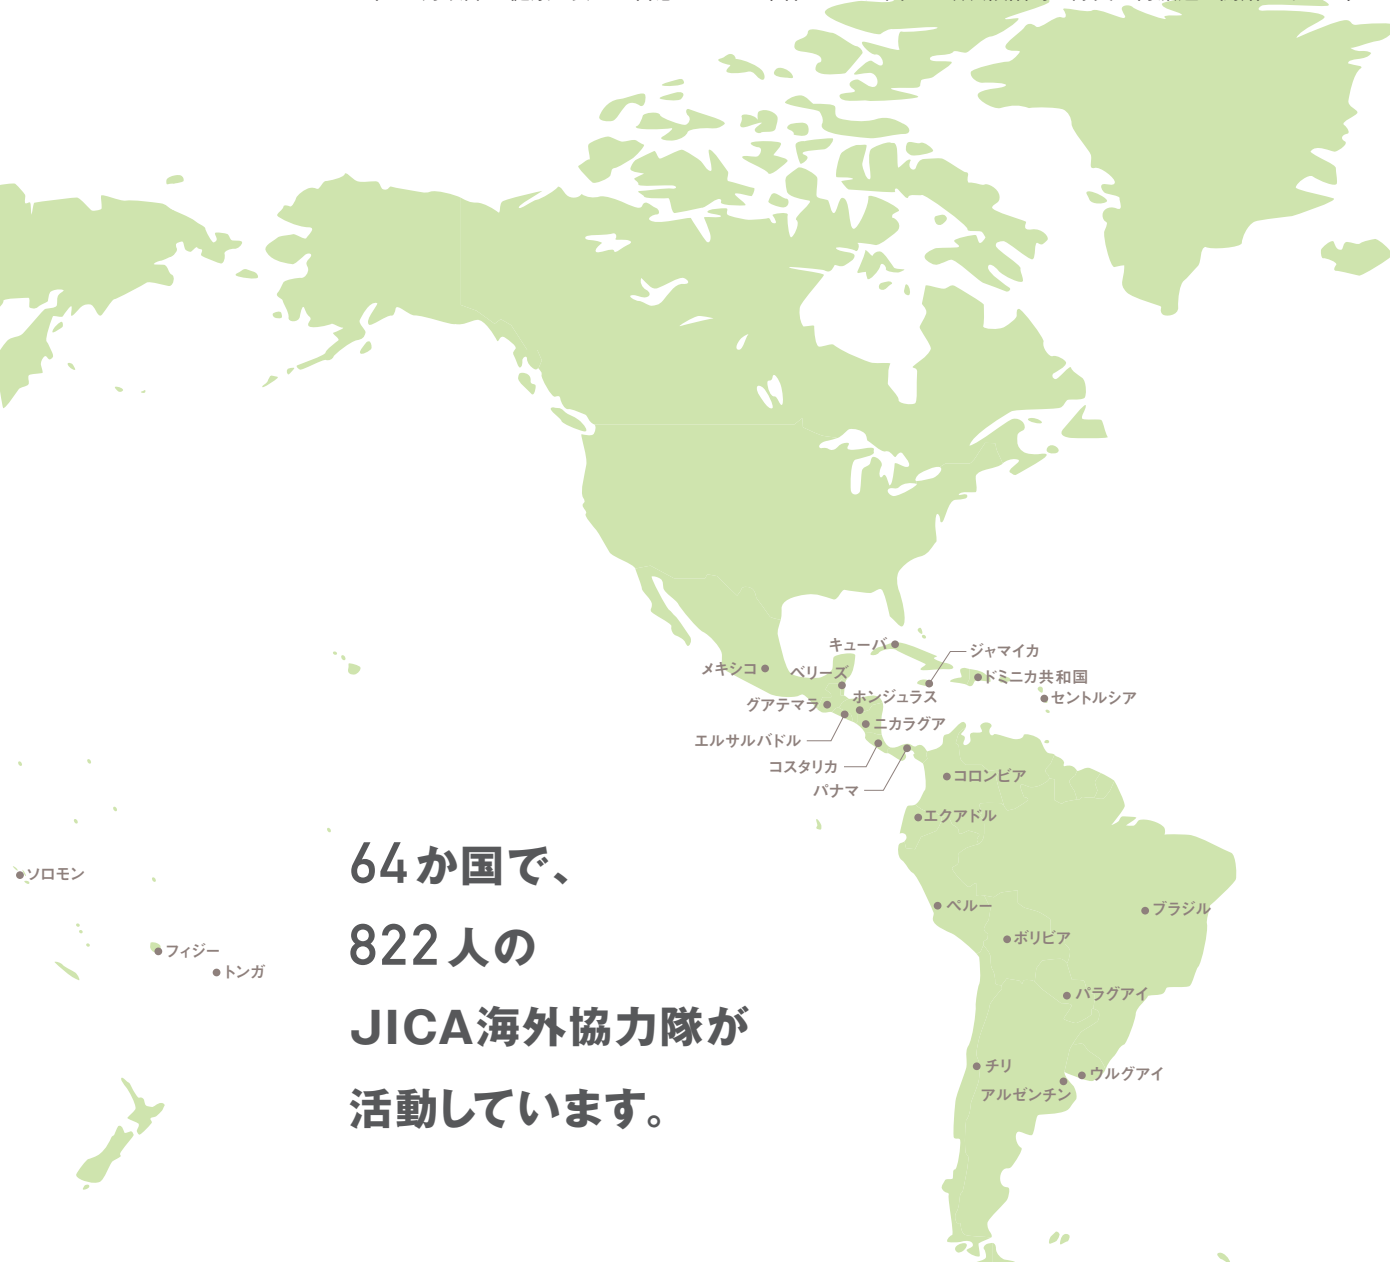 キューバ
ジャマイカ
メキシコ
ベリーズ
ドミニカ共和国
ホンジュラス
セントルシア
グアテマラ
ニカラグア
エルサルバドル
コスタリカ
コロンビア
パナマ
エクアドル
64か国で、
822人の
JICA海外協力隊が
活動しています。
ソロモン
フィジー
トンガ
ペルー
ブラジル
ボリビア
パラグアイ
チリ
ウルグアイ
アルゼンチン